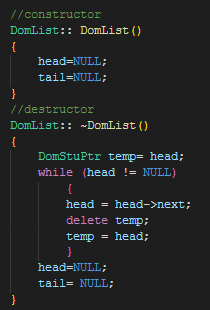 //constructor
DomList:: DomList()
{
    head=NULL;
    tail=NULL;
}
//destructor
DomList:: ~DomList()
{
    DomStuPtr temp= head;
    while (head != NULL)
        {
        head = head->next;
        delete temp;
        temp = head;
        }
    head=NULL;
    tail= NULL;
}